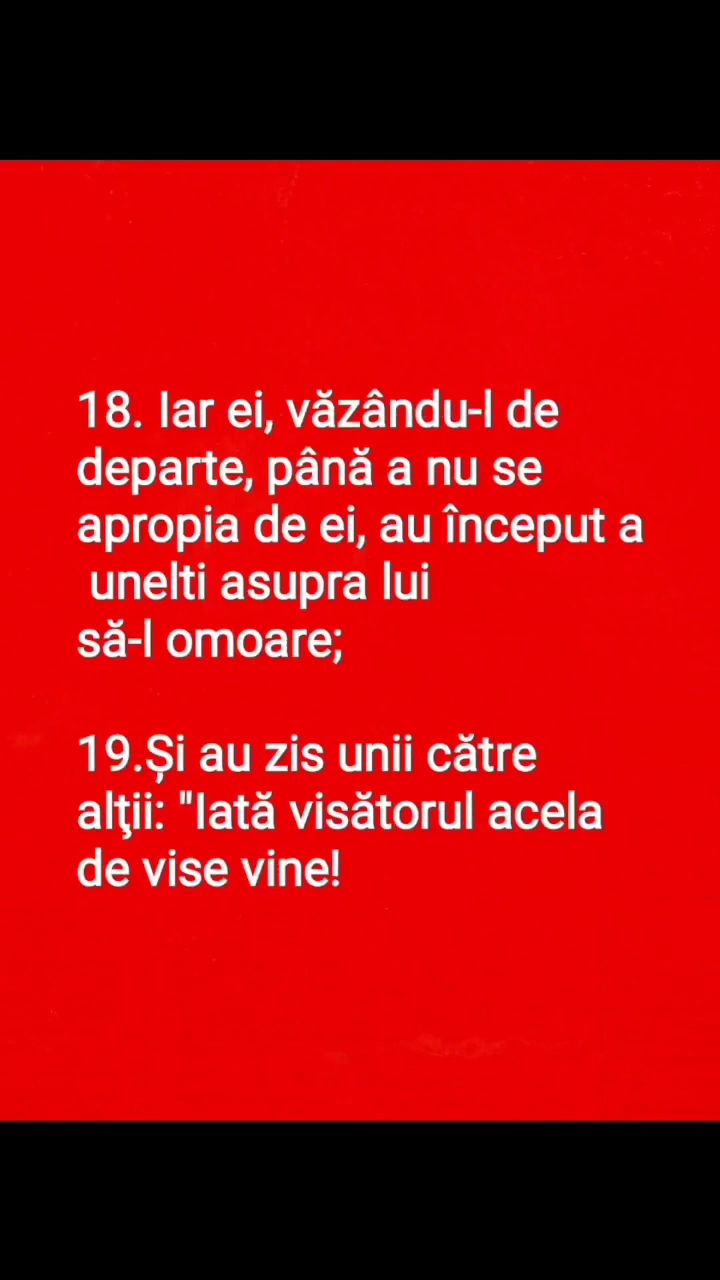 18. Iar ei, văzându-l de
departe, până a nu se
apropia de ei, au început a
unelti asupra lui
să-l omoare;
19.Și au zis unii către
alţii: "Iată visătorul acela
de vise vine!